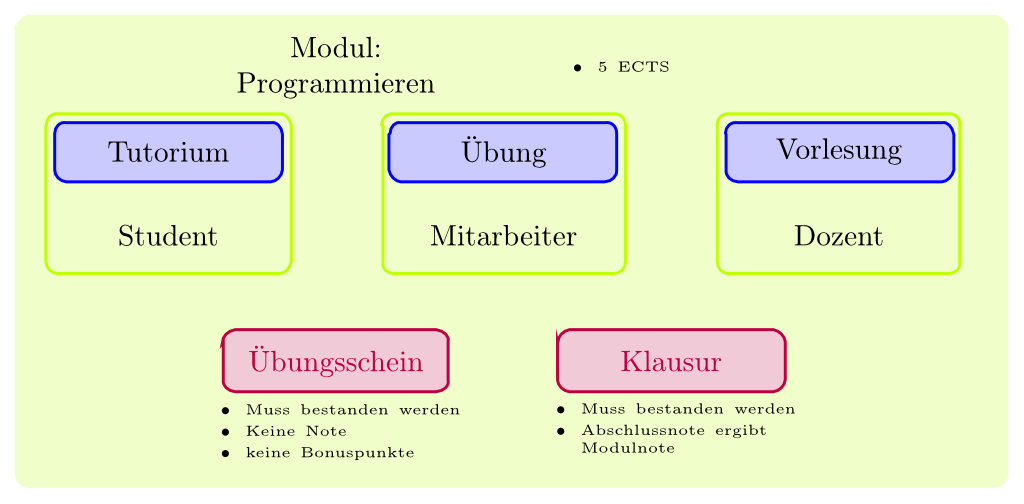 Modul:
Programmieren
• 5 ECTS
Tutorium
Übung
Vorlesung
Student
Mitarbeiter
Dozent
Übungsschein
• Muss bestanden werden
• Keine Note
• keine Bonuspunkte
Klausur
• Muss bestanden werden
• Abschlussnote ergibt
Modulnote